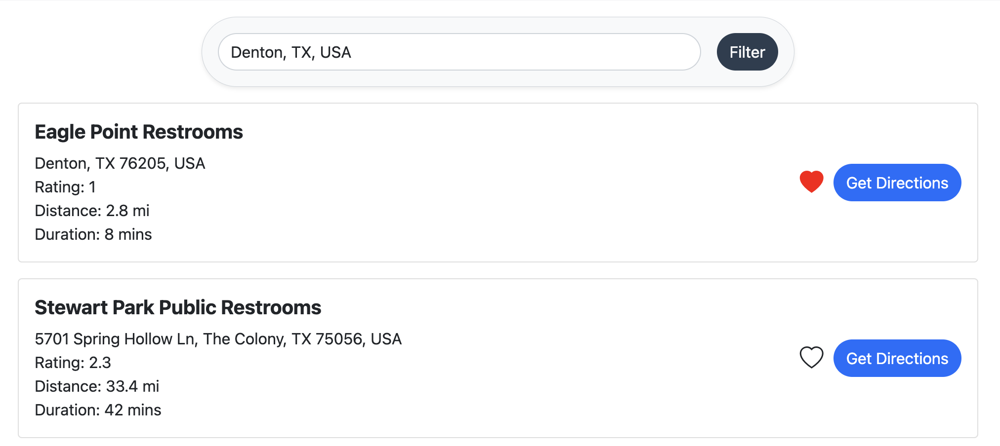 Denton, TX, USA
Filter
Eagle Point Restrooms
Denton, TX 76205, USA
Rating: 1
Distance: 2.8 mi
Duration: 8 mins
Get Directions
Stewart Park Public Restrooms
5701 Spring Hollow Ln, The Colony, TX 75056, USA
Rating: 2.3
Distance: 33.4 mi
Duration: 42 mins
Get Directions